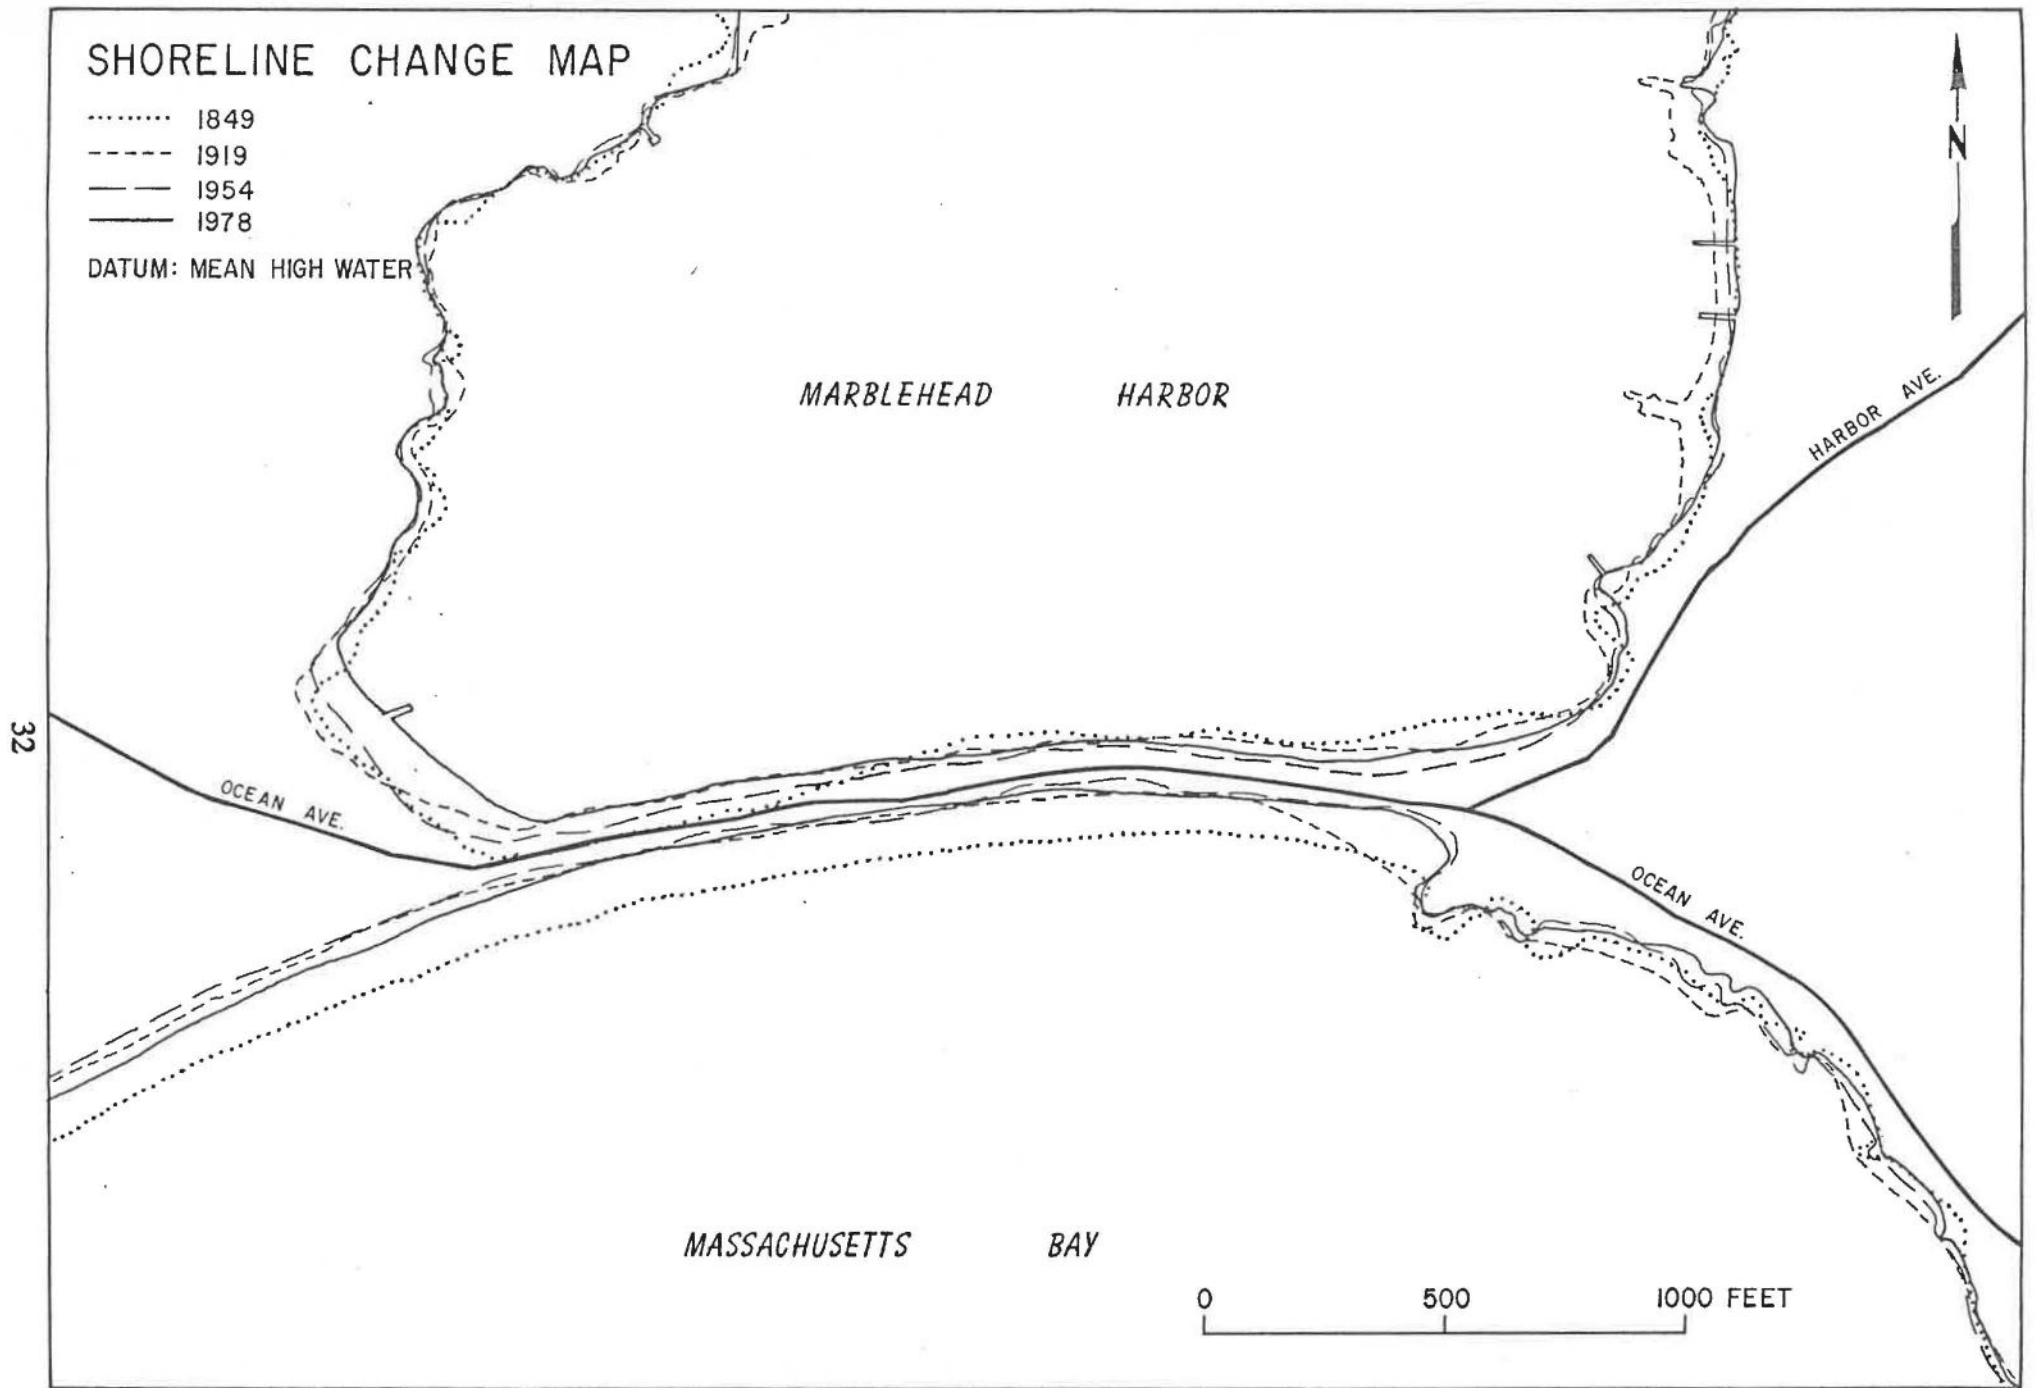 SHORELINE CHANGE MAP
1849
1919
1954
1978
DATUM: MEAN HIGH WATER
N
MARBLEHEAD HARBOR
HARBOR AVE.
32
OCEAN AVE.
OCEAN AVE.
MASSACHUSETTS BAY
0 500 1000 FEET